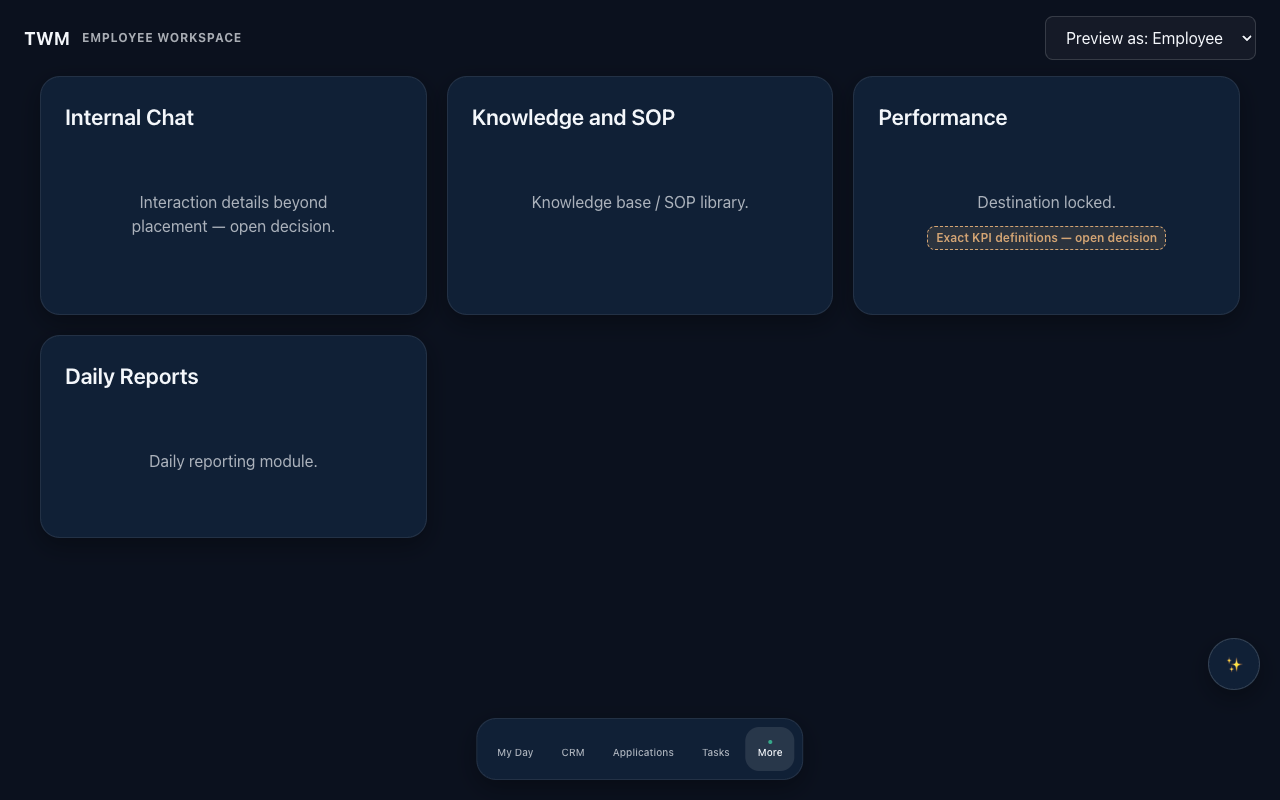 TWM EMPLOYEE WORKSPACE
Preview as: Employee
Internal Chat
Interaction details beyond
placement — open decision.
Knowledge and SOP
Knowledge base / SOP library.
Performance
Destination locked.
Exact KPI definitions — open decision
Daily Reports
Daily reporting module.
My Day
CRM
Applications
Tasks
More